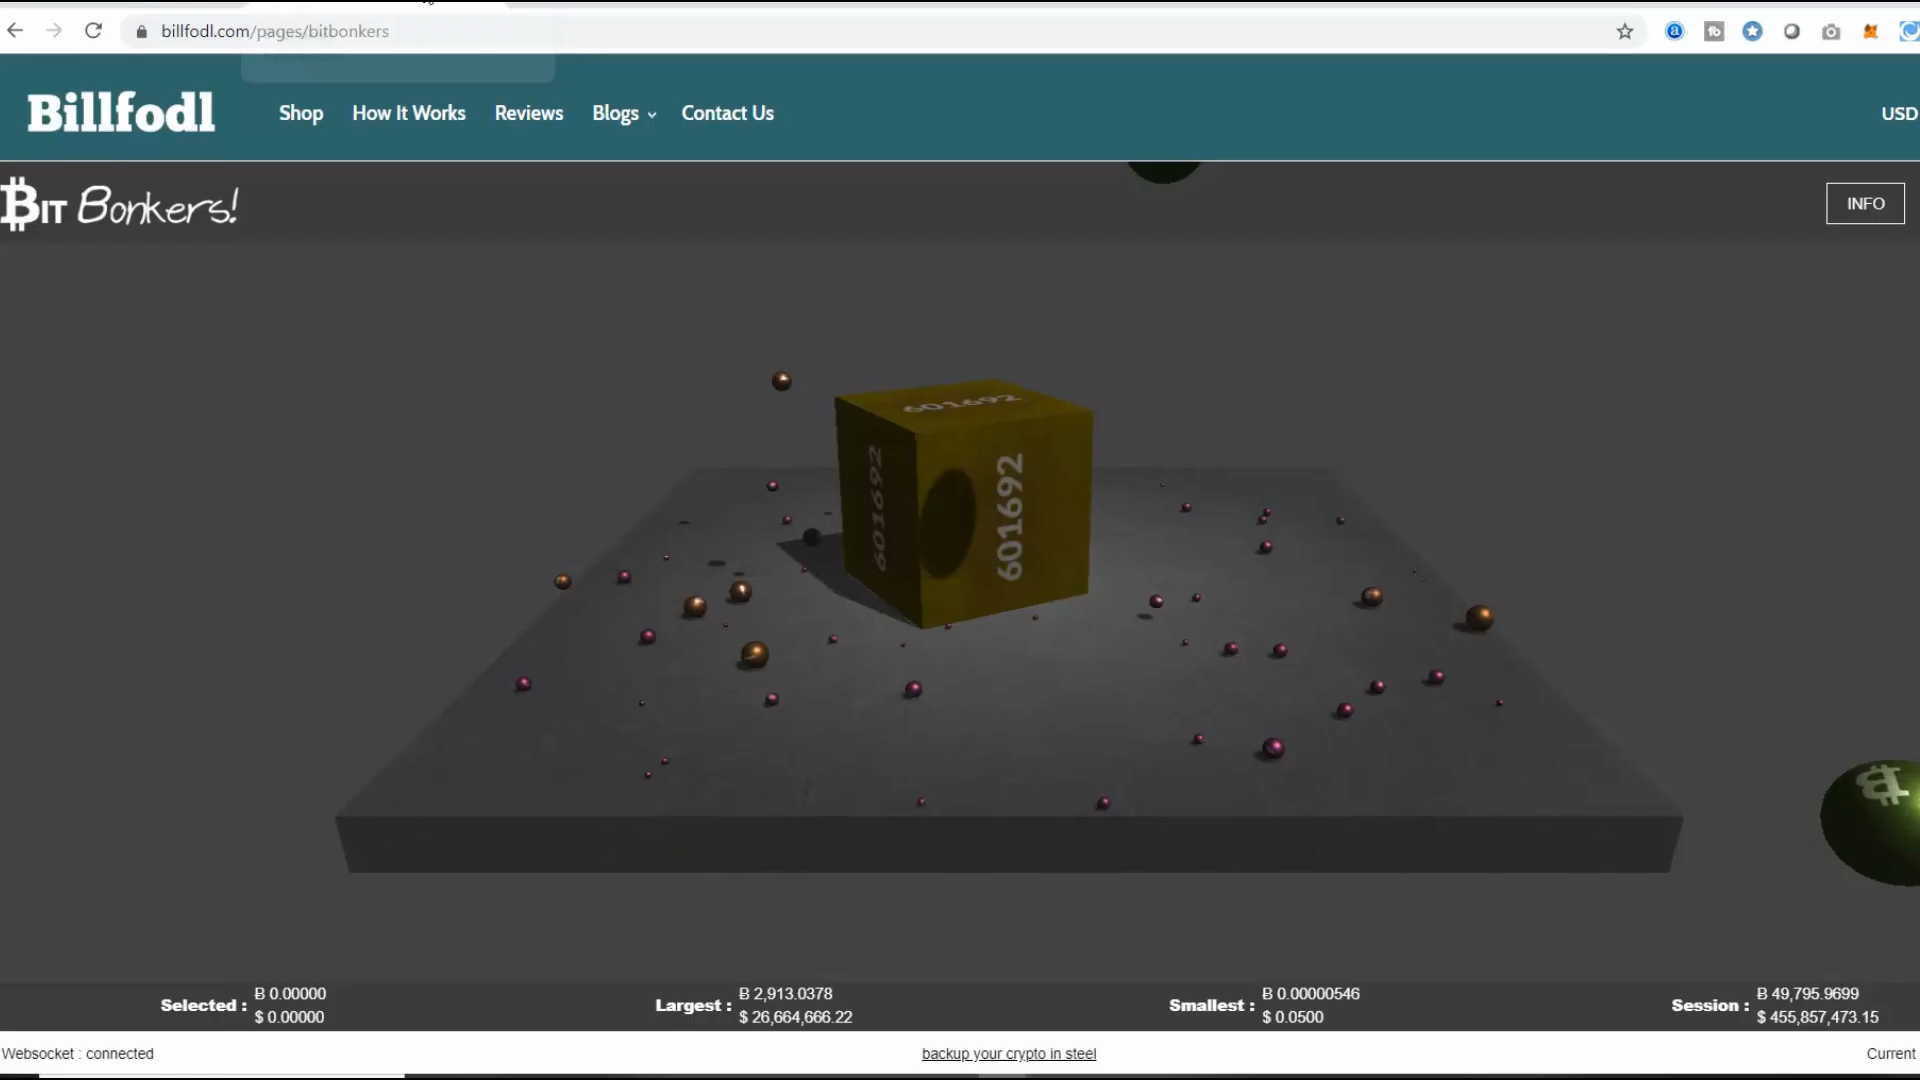 billfodl.com/pages/bitbonkers
Billfodl
Shop
How It Works
Reviews
Blogs
Contact Us
USD
BIT Bonkers!
INFO
601692
601692
601692
Selected :
Ƀ 0.00000
$ 0.00000
Largest :
Ƀ 2,913.0378
$ 26,664,666.22
Smallest :
Ƀ 0.00000546
$ 0.0500
Session :
Ƀ 49,795.9699
$ 455,857,473.15
Websocket : connected
backup your crypto in steel
Current